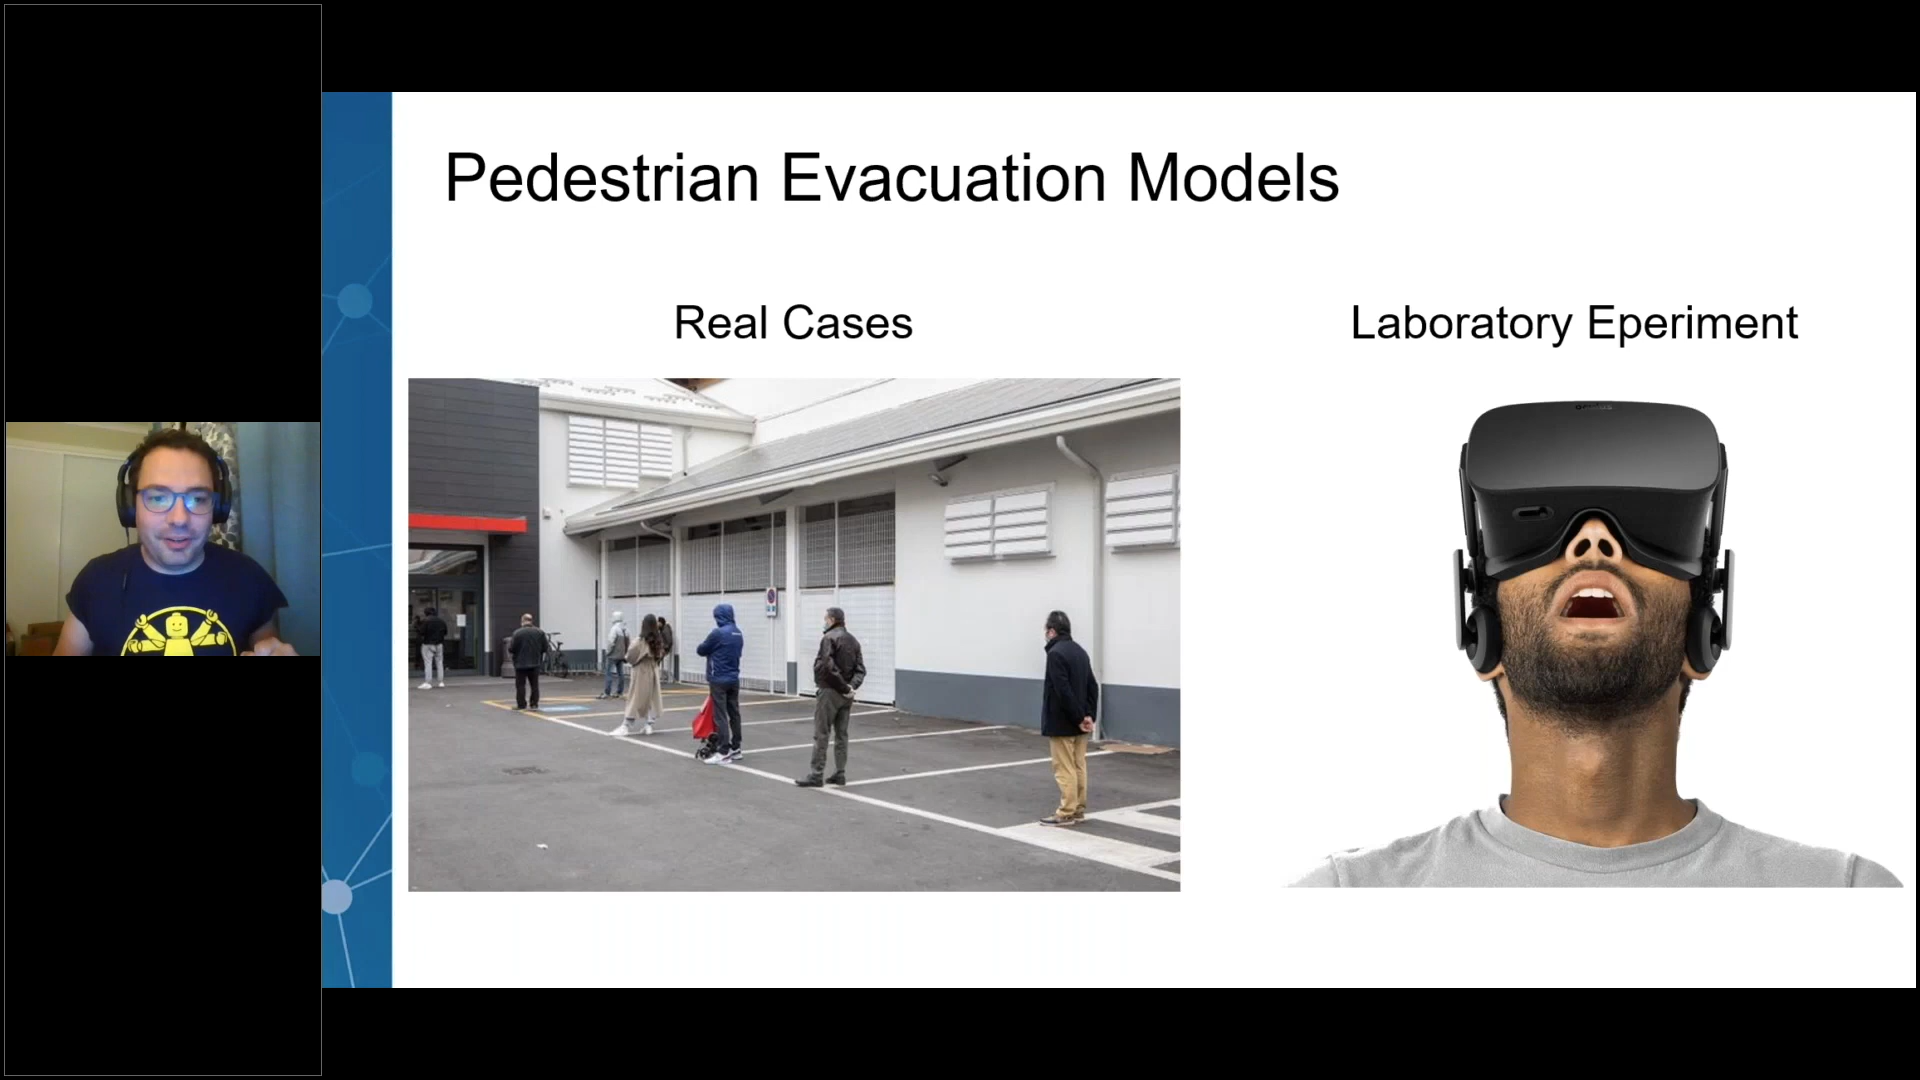 Pedestrian Evacuation Models
Real Cases
Laboratory Eperiment